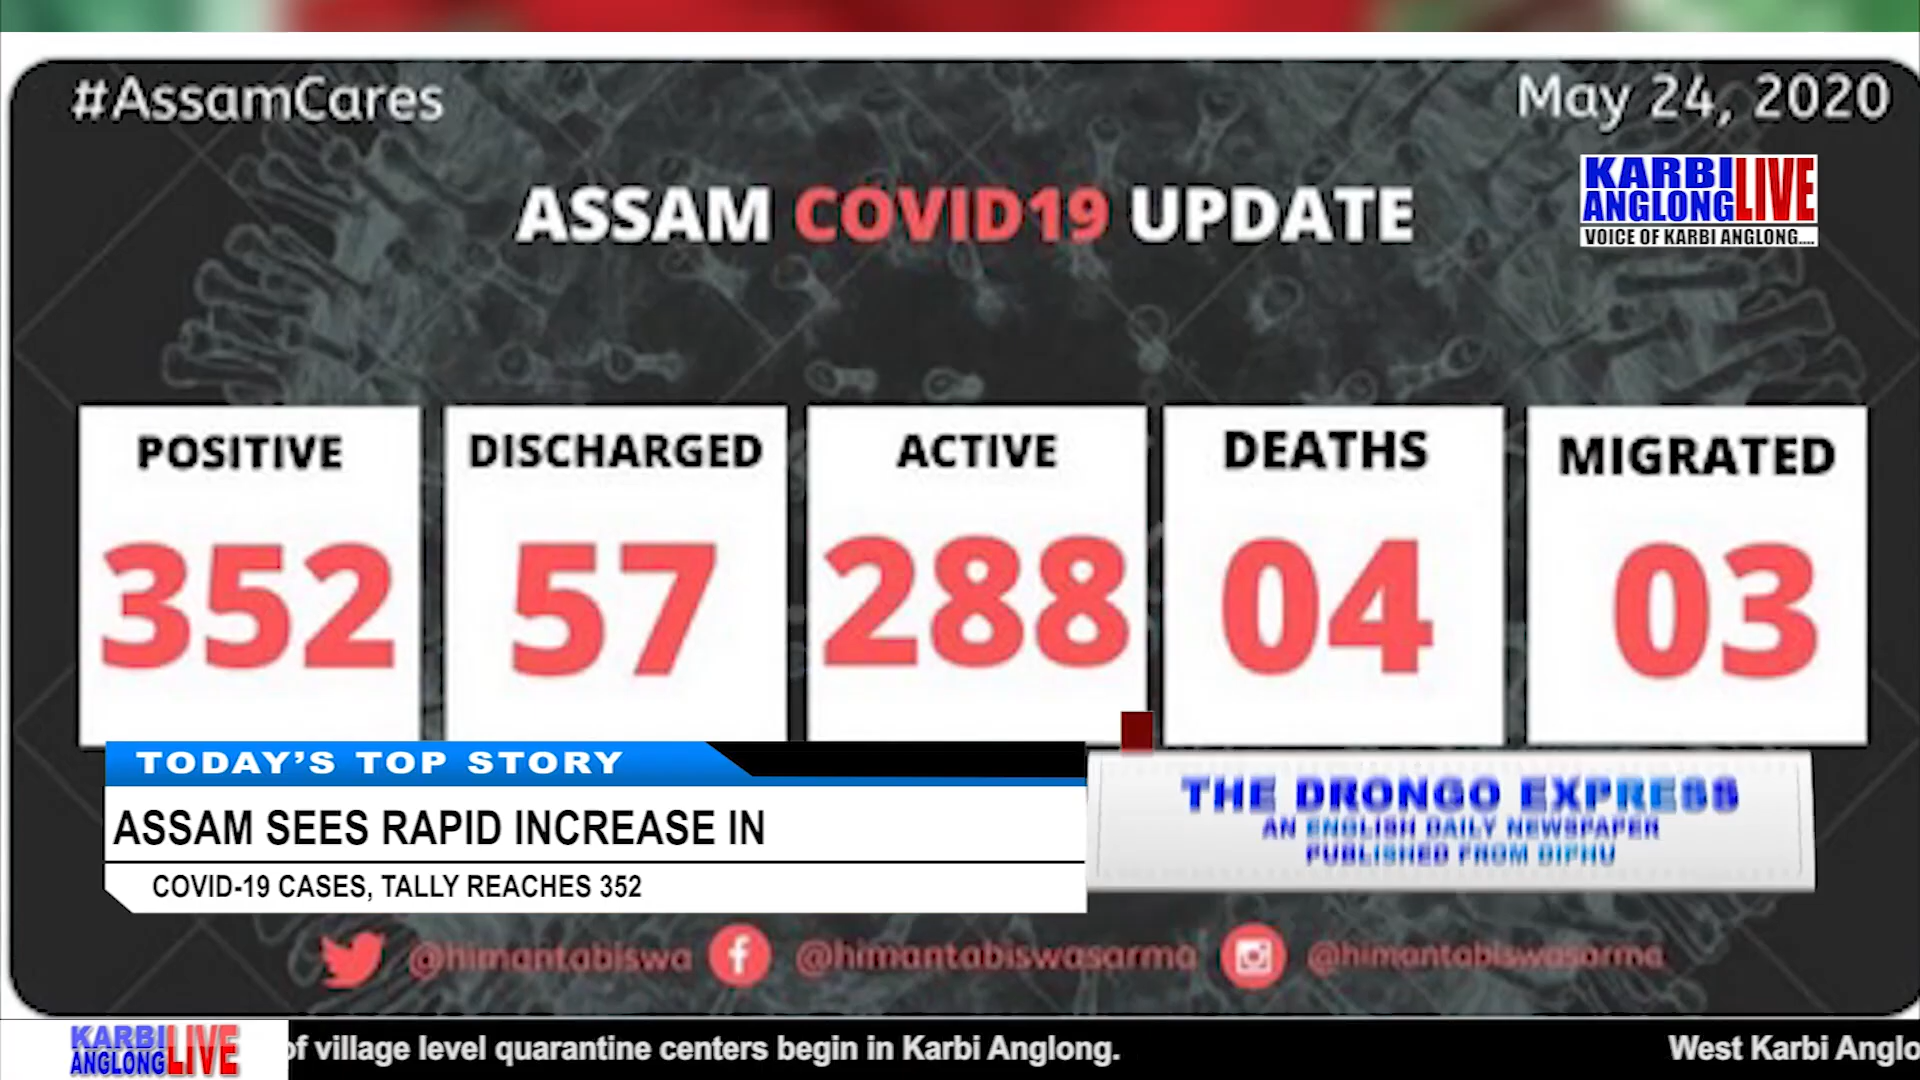 #AssamCares
May 24, 2020
KARBI ANGLONG LIVE
VOICE OF KARBI ANGLONG....
ASSAM COVID19 UPDATE
POSITIVE
352
DISCHARGED
57
ACTIVE
288
DEATHS
04
MIGRATED
03
TODAY'S TOP STORY
ASSAM SEES RAPID INCREASE IN
COVID-19 CASES, TALLY REACHES 352
THE DRONGO EXPRESS
AN ENGLISH DAILY NEWSPAPER
PUBLISHED FROM DIPHU
@himantabiswa
@himantabiswasarma
@himantabiswasarma
KARBI ANGLONG LIVE
of village level quarantine centers begin in Karbi Anglong.
West Karbi Anglo